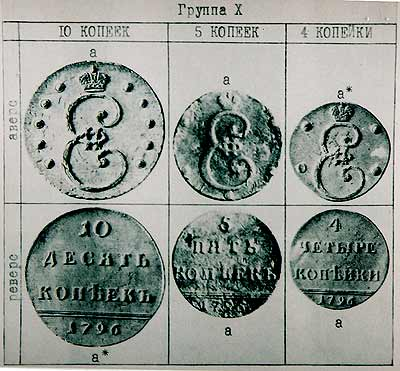 Группа X
10 КОПЕЕК
5 КОПЕЕК
4 КОПЕЙКИ
аверс
а
а
а*
реверс
10
ДЕСЯТЬ
КОПѢЕКЪ
1796
5
ПЯТЬ
КОПѢЕКЪ
4
ЧЕТЫРЕ
КОПѢЙКИ
1796
а*
а
а